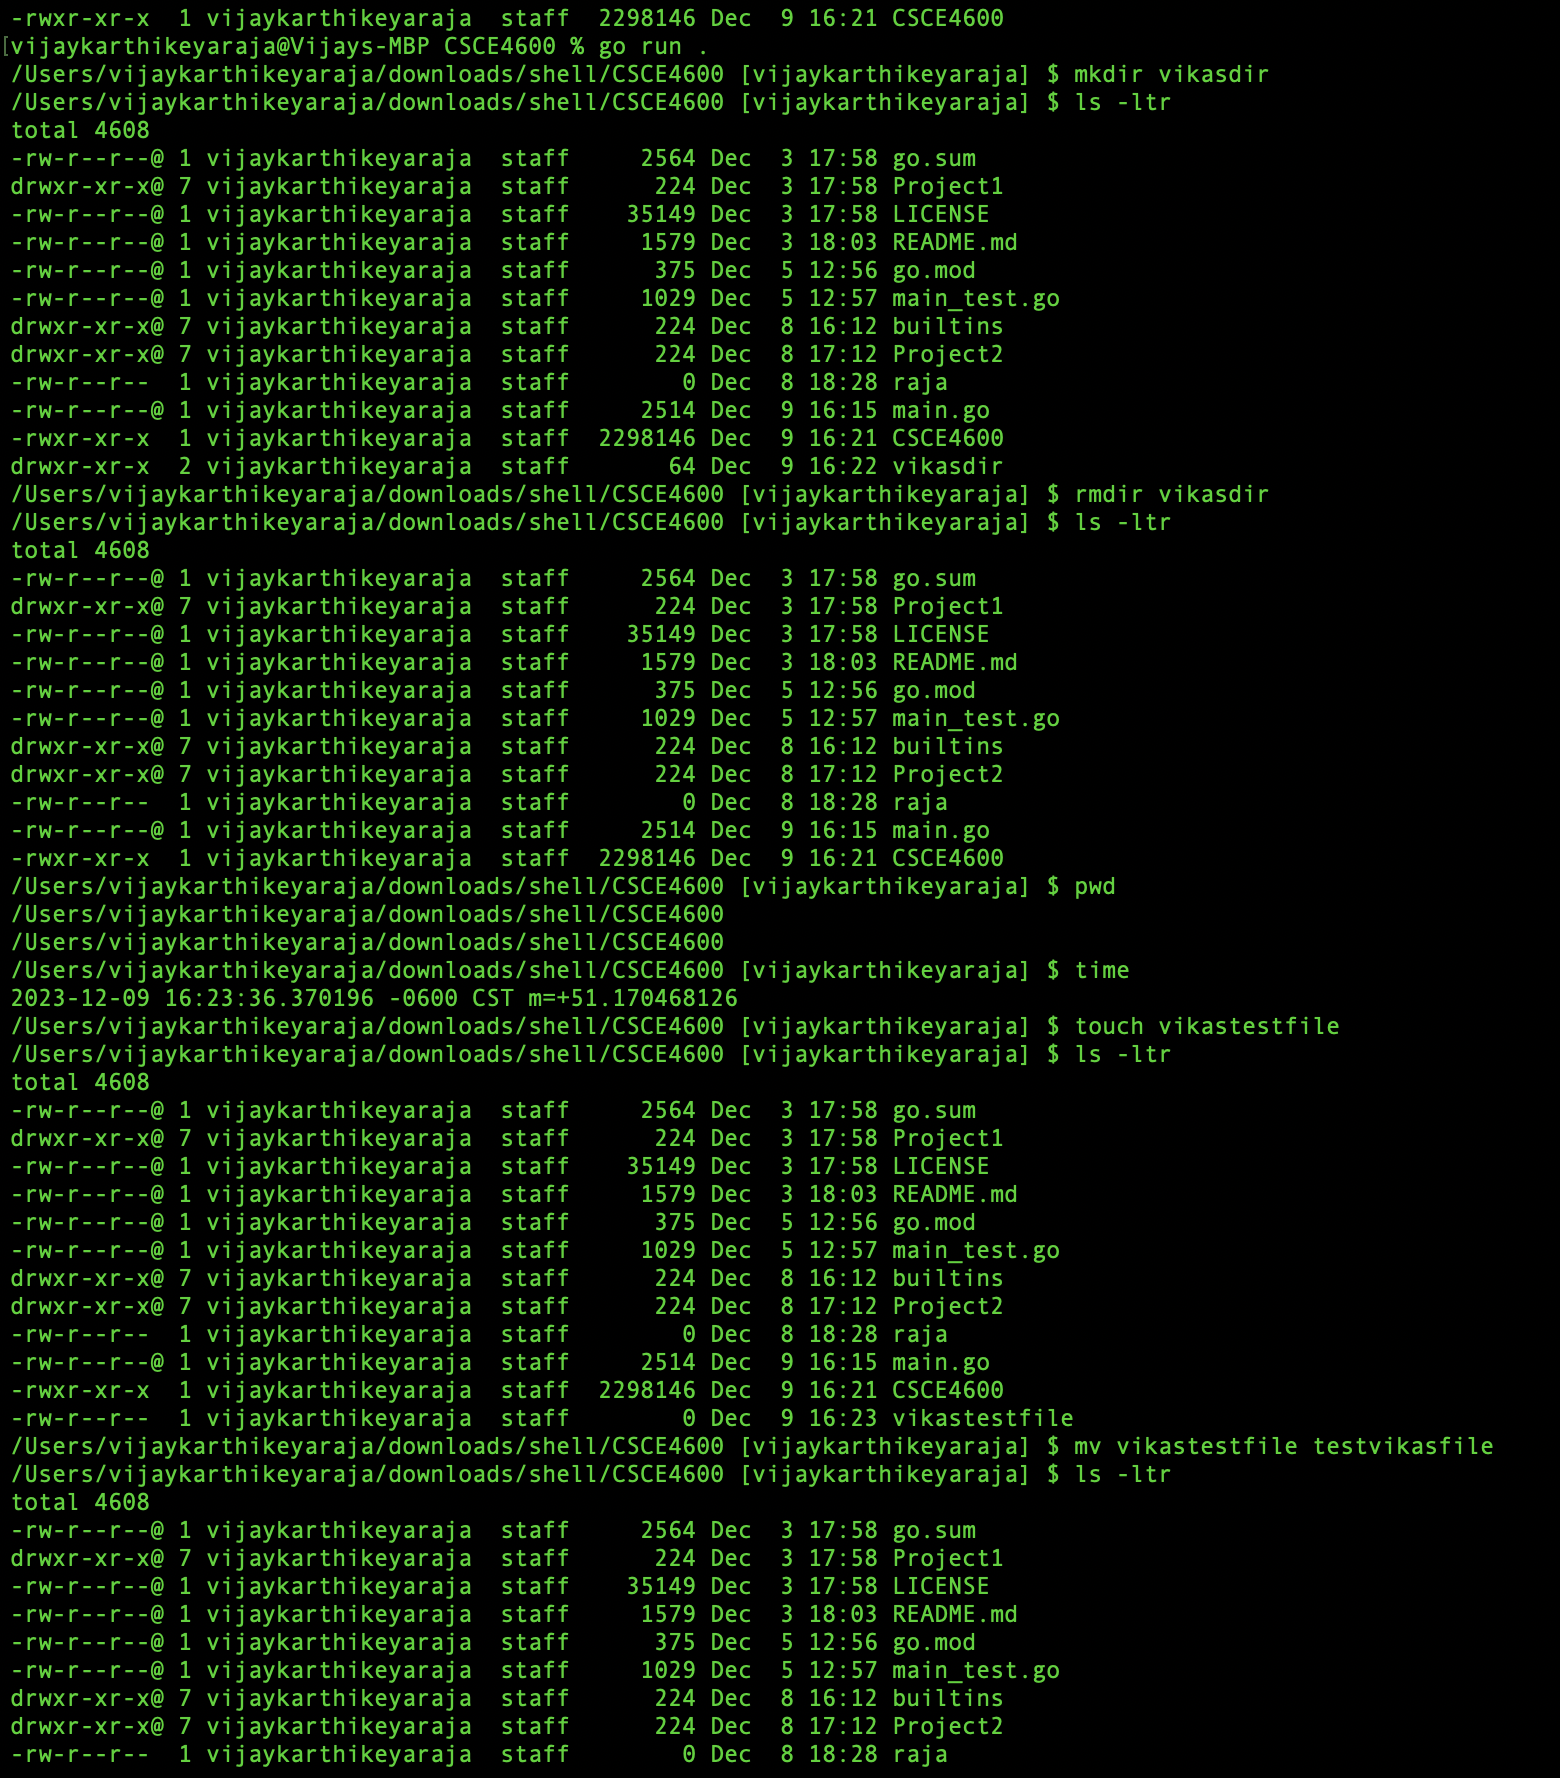 -rwxr-xr-x  1 vijaykarthikeyaraja  staff  2298146 Dec  9 16:21 CSCE4600
[vijaykarthikeyaraja@Vijays-MBP CSCE4600 % go run .
/Users/vijaykarthikeyaraja/downloads/shell/CSCE4600 [vijaykarthikeyaraja] $ mkdir vikasdir
/Users/vijaykarthikeyaraja/downloads/shell/CSCE4600 [vijaykarthikeyaraja] $ ls -ltr
total 4608
-rw-r--r--@ 1 vijaykarthikeyaraja  staff     2564 Dec  3 17:58 go.sum
drwxr-xr-x@ 7 vijaykarthikeyaraja  staff      224 Dec  3 17:58 Project1
-rw-r--r--@ 1 vijaykarthikeyaraja  staff    35149 Dec  3 17:58 LICENSE
-rw-r--r--@ 1 vijaykarthikeyaraja  staff     1579 Dec  3 18:03 README.md
-rw-r--r--@ 1 vijaykarthikeyaraja  staff      375 Dec  5 12:56 go.mod
-rw-r--r--@ 1 vijaykarthikeyaraja  staff     1029 Dec  5 12:57 main_test.go
drwxr-xr-x@ 7 vijaykarthikeyaraja  staff      224 Dec  8 16:12 builtins
drwxr-xr-x@ 7 vijaykarthikeyaraja  staff      224 Dec  8 17:12 Project2
-rw-r--r--  1 vijaykarthikeyaraja  staff        0 Dec  8 18:28 raja
-rw-r--r--@ 1 vijaykarthikeyaraja  staff     2514 Dec  9 16:15 main.go
-rwxr-xr-x  1 vijaykarthikeyaraja  staff  2298146 Dec  9 16:21 CSCE4600
drwxr-xr-x  2 vijaykarthikeyaraja  staff       64 Dec  9 16:22 vikasdir
/Users/vijaykarthikeyaraja/downloads/shell/CSCE4600 [vijaykarthikeyaraja] $ rmdir vikasdir
/Users/vijaykarthikeyaraja/downloads/shell/CSCE4600 [vijaykarthikeyaraja] $ ls -ltr
total 4608
-rw-r--r--@ 1 vijaykarthikeyaraja  staff     2564 Dec  3 17:58 go.sum
drwxr-xr-x@ 7 vijaykarthikeyaraja  staff      224 Dec  3 17:58 Project1
-rw-r--r--@ 1 vijaykarthikeyaraja  staff    35149 Dec  3 17:58 LICENSE
-rw-r--r--@ 1 vijaykarthikeyaraja  staff     1579 Dec  3 18:03 README.md
-rw-r--r--@ 1 vijaykarthikeyaraja  staff      375 Dec  5 12:56 go.mod
-rw-r--r--@ 1 vijaykarthikeyaraja  staff     1029 Dec  5 12:57 main_test.go
drwxr-xr-x@ 7 vijaykarthikeyaraja  staff      224 Dec  8 16:12 builtins
drwxr-xr-x@ 7 vijaykarthikeyaraja  staff      224 Dec  8 17:12 Project2
-rw-r--r--  1 vijaykarthikeyaraja  staff        0 Dec  8 18:28 raja
-rw-r--r--@ 1 vijaykarthikeyaraja  staff     2514 Dec  9 16:15 main.go
-rwxr-xr-x  1 vijaykarthikeyaraja  staff  2298146 Dec  9 16:21 CSCE4600
/Users/vijaykarthikeyaraja/downloads/shell/CSCE4600 [vijaykarthikeyaraja] $ pwd
/Users/vijaykarthikeyaraja/downloads/shell/CSCE4600
/Users/vijaykarthikeyaraja/downloads/shell/CSCE4600
/Users/vijaykarthikeyaraja/downloads/shell/CSCE4600 [vijaykarthikeyaraja] $ time
2023-12-09 16:23:36.370196 -0600 CST m=+51.170468126
/Users/vijaykarthikeyaraja/downloads/shell/CSCE4600 [vijaykarthikeyaraja] $ touch vikastestfile
/Users/vijaykarthikeyaraja/downloads/shell/CSCE4600 [vijaykarthikeyaraja] $ ls -ltr
total 4608
-rw-r--r--@ 1 vijaykarthikeyaraja  staff     2564 Dec  3 17:58 go.sum
drwxr-xr-x@ 7 vijaykarthikeyaraja  staff      224 Dec  3 17:58 Project1
-rw-r--r--@ 1 vijaykarthikeyaraja  staff    35149 Dec  3 17:58 LICENSE
-rw-r--r--@ 1 vijaykarthikeyaraja  staff     1579 Dec  3 18:03 README.md
-rw-r--r--@ 1 vijaykarthikeyaraja  staff      375 Dec  5 12:56 go.mod
-rw-r--r--@ 1 vijaykarthikeyaraja  staff     1029 Dec  5 12:57 main_test.go
drwxr-xr-x@ 7 vijaykarthikeyaraja  staff      224 Dec  8 16:12 builtins
drwxr-xr-x@ 7 vijaykarthikeyaraja  staff      224 Dec  8 17:12 Project2
-rw-r--r--  1 vijaykarthikeyaraja  staff        0 Dec  8 18:28 raja
-rw-r--r--@ 1 vijaykarthikeyaraja  staff     2514 Dec  9 16:15 main.go
-rwxr-xr-x  1 vijaykarthikeyaraja  staff  2298146 Dec  9 16:21 CSCE4600
-rw-r--r--  1 vijaykarthikeyaraja  staff        0 Dec  9 16:23 vikastestfile
/Users/vijaykarthikeyaraja/downloads/shell/CSCE4600 [vijaykarthikeyaraja] $ mv vikastestfile testvikasfile
/Users/vijaykarthikeyaraja/downloads/shell/CSCE4600 [vijaykarthikeyaraja] $ ls -ltr
total 4608
-rw-r--r--@ 1 vijaykarthikeyaraja  staff     2564 Dec  3 17:58 go.sum
drwxr-xr-x@ 7 vijaykarthikeyaraja  staff      224 Dec  3 17:58 Project1
-rw-r--r--@ 1 vijaykarthikeyaraja  staff    35149 Dec  3 17:58 LICENSE
-rw-r--r--@ 1 vijaykarthikeyaraja  staff     1579 Dec  3 18:03 README.md
-rw-r--r--@ 1 vijaykarthikeyaraja  staff      375 Dec  5 12:56 go.mod
-rw-r--r--@ 1 vijaykarthikeyaraja  staff     1029 Dec  5 12:57 main_test.go
drwxr-xr-x@ 7 vijaykarthikeyaraja  staff      224 Dec  8 16:12 builtins
drwxr-xr-x@ 7 vijaykarthikeyaraja  staff      224 Dec  8 17:12 Project2
-rw-r--r--  1 vijaykarthikeyaraja  staff        0 Dec  8 18:28 raja